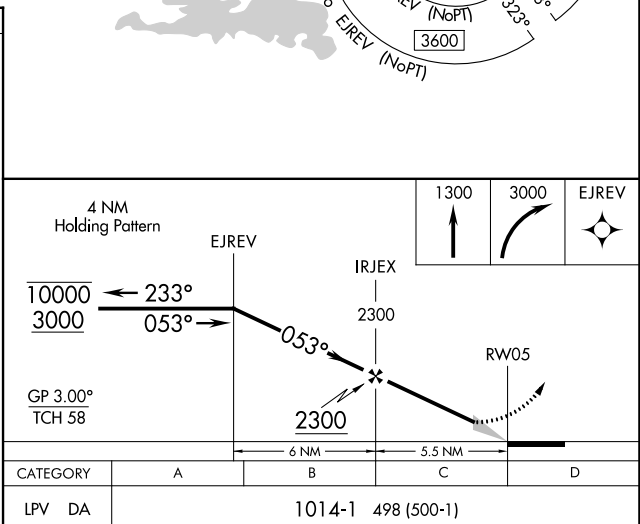 (NoPT)
EJREV (NoPT)
323°
3600
4 NM
Holding Pattern
1300
3000
EJREV
EJREV
IRJEX
10000
233°
2300
3000
053°
053°
RW05
GP 3.00°
TCH 58
2300
6 NM
5.5 NM
CATEGORY A B C D
LPV DA 1014-1 498 (500-1)